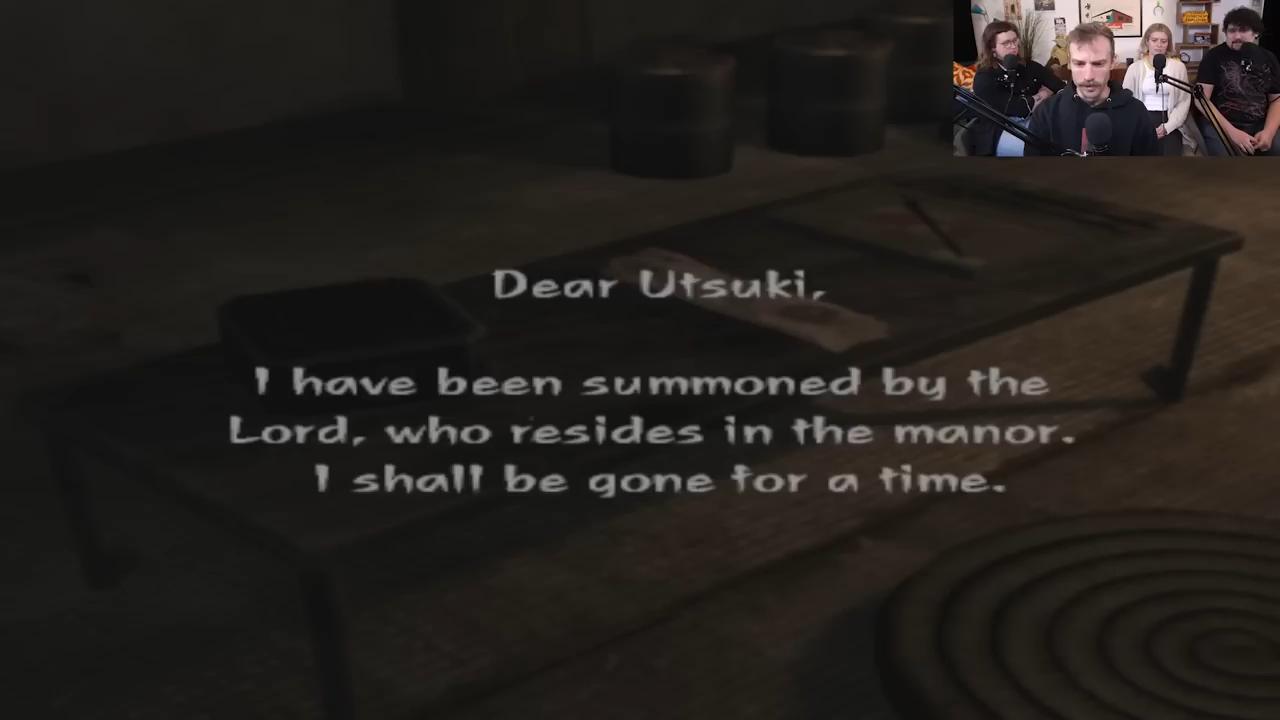 Dear Utsuki,
I have been summoned by the
Lord, who resides in the manor.
I shall be gone for a time.